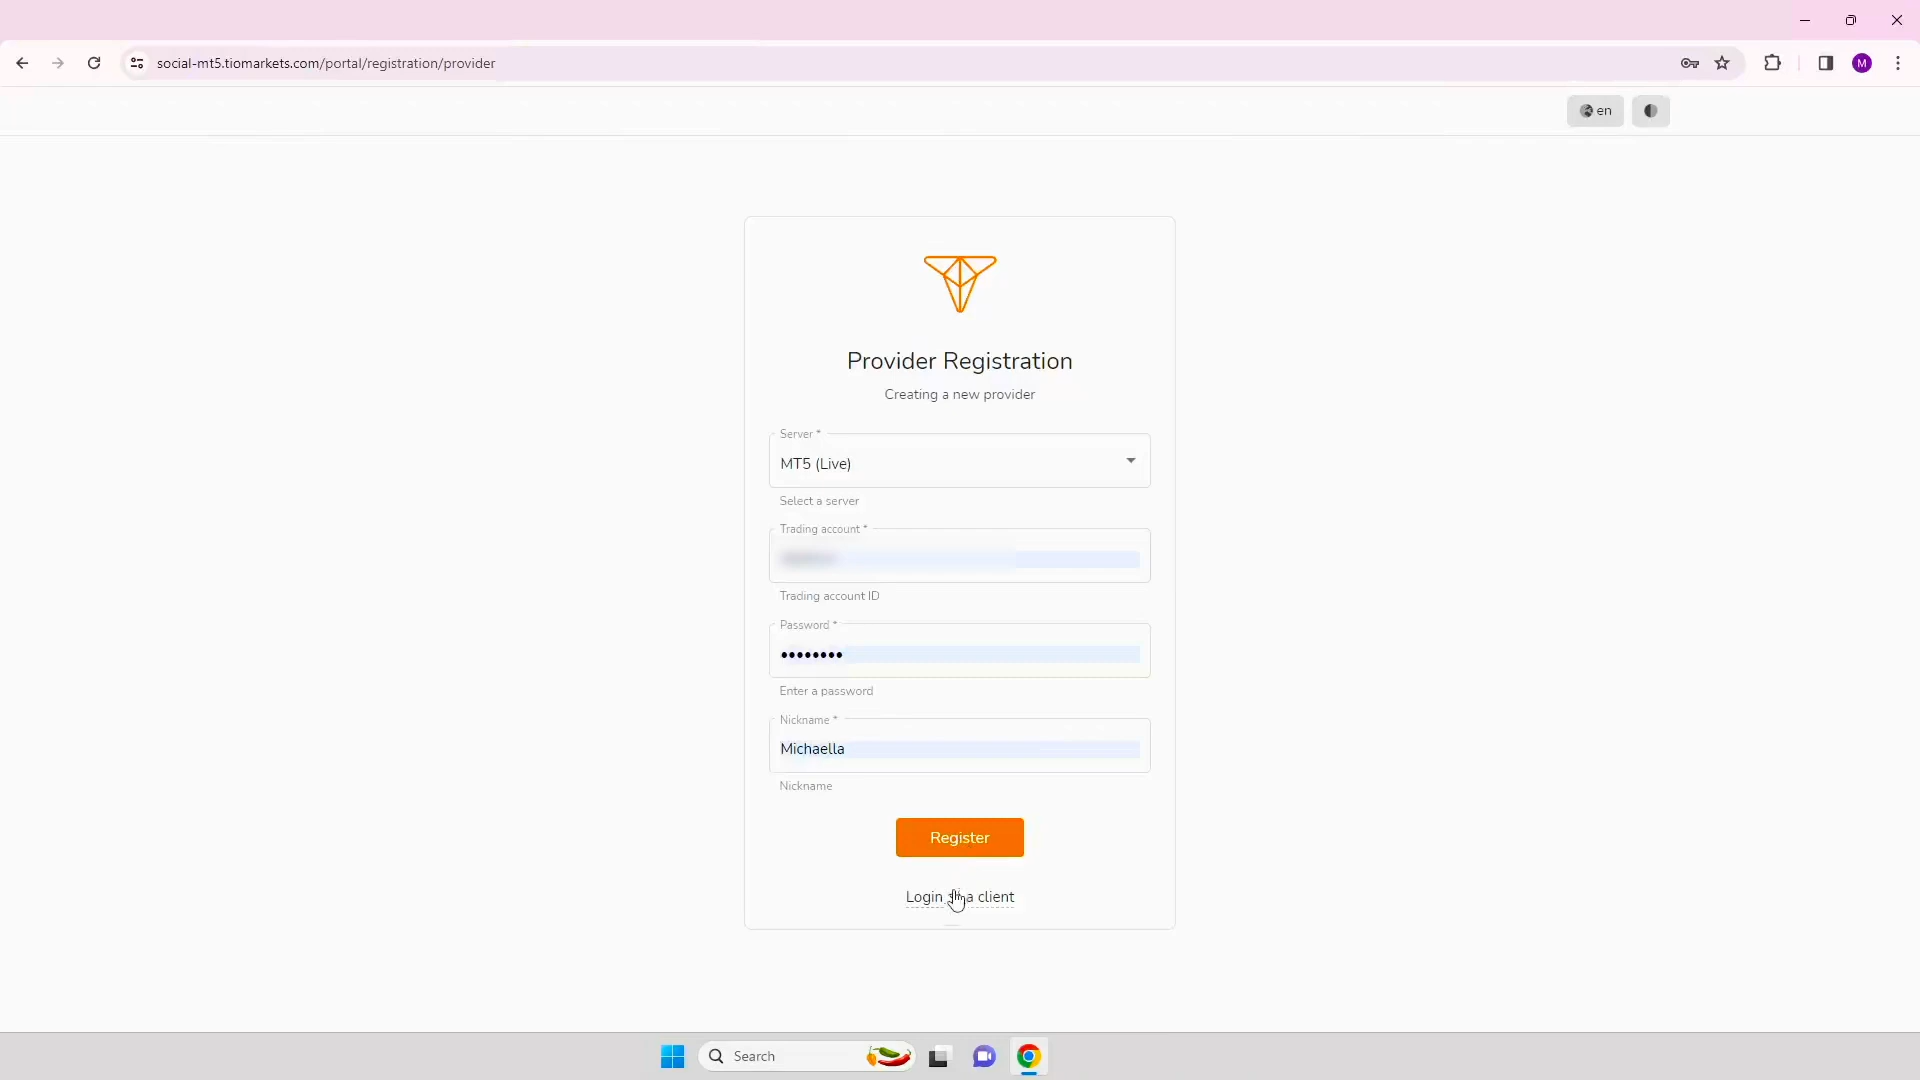 social-mt5.tiomarkets.com/portal/registration/provider
M
en
Provider Registration
Creating a new provider
Server *
MT5 (Live)
Select a server
Trading account *
Trading account ID
Password *
••••••••
Enter a password
Nickname *
Michaella
Nickname
Register
Login a client
Search